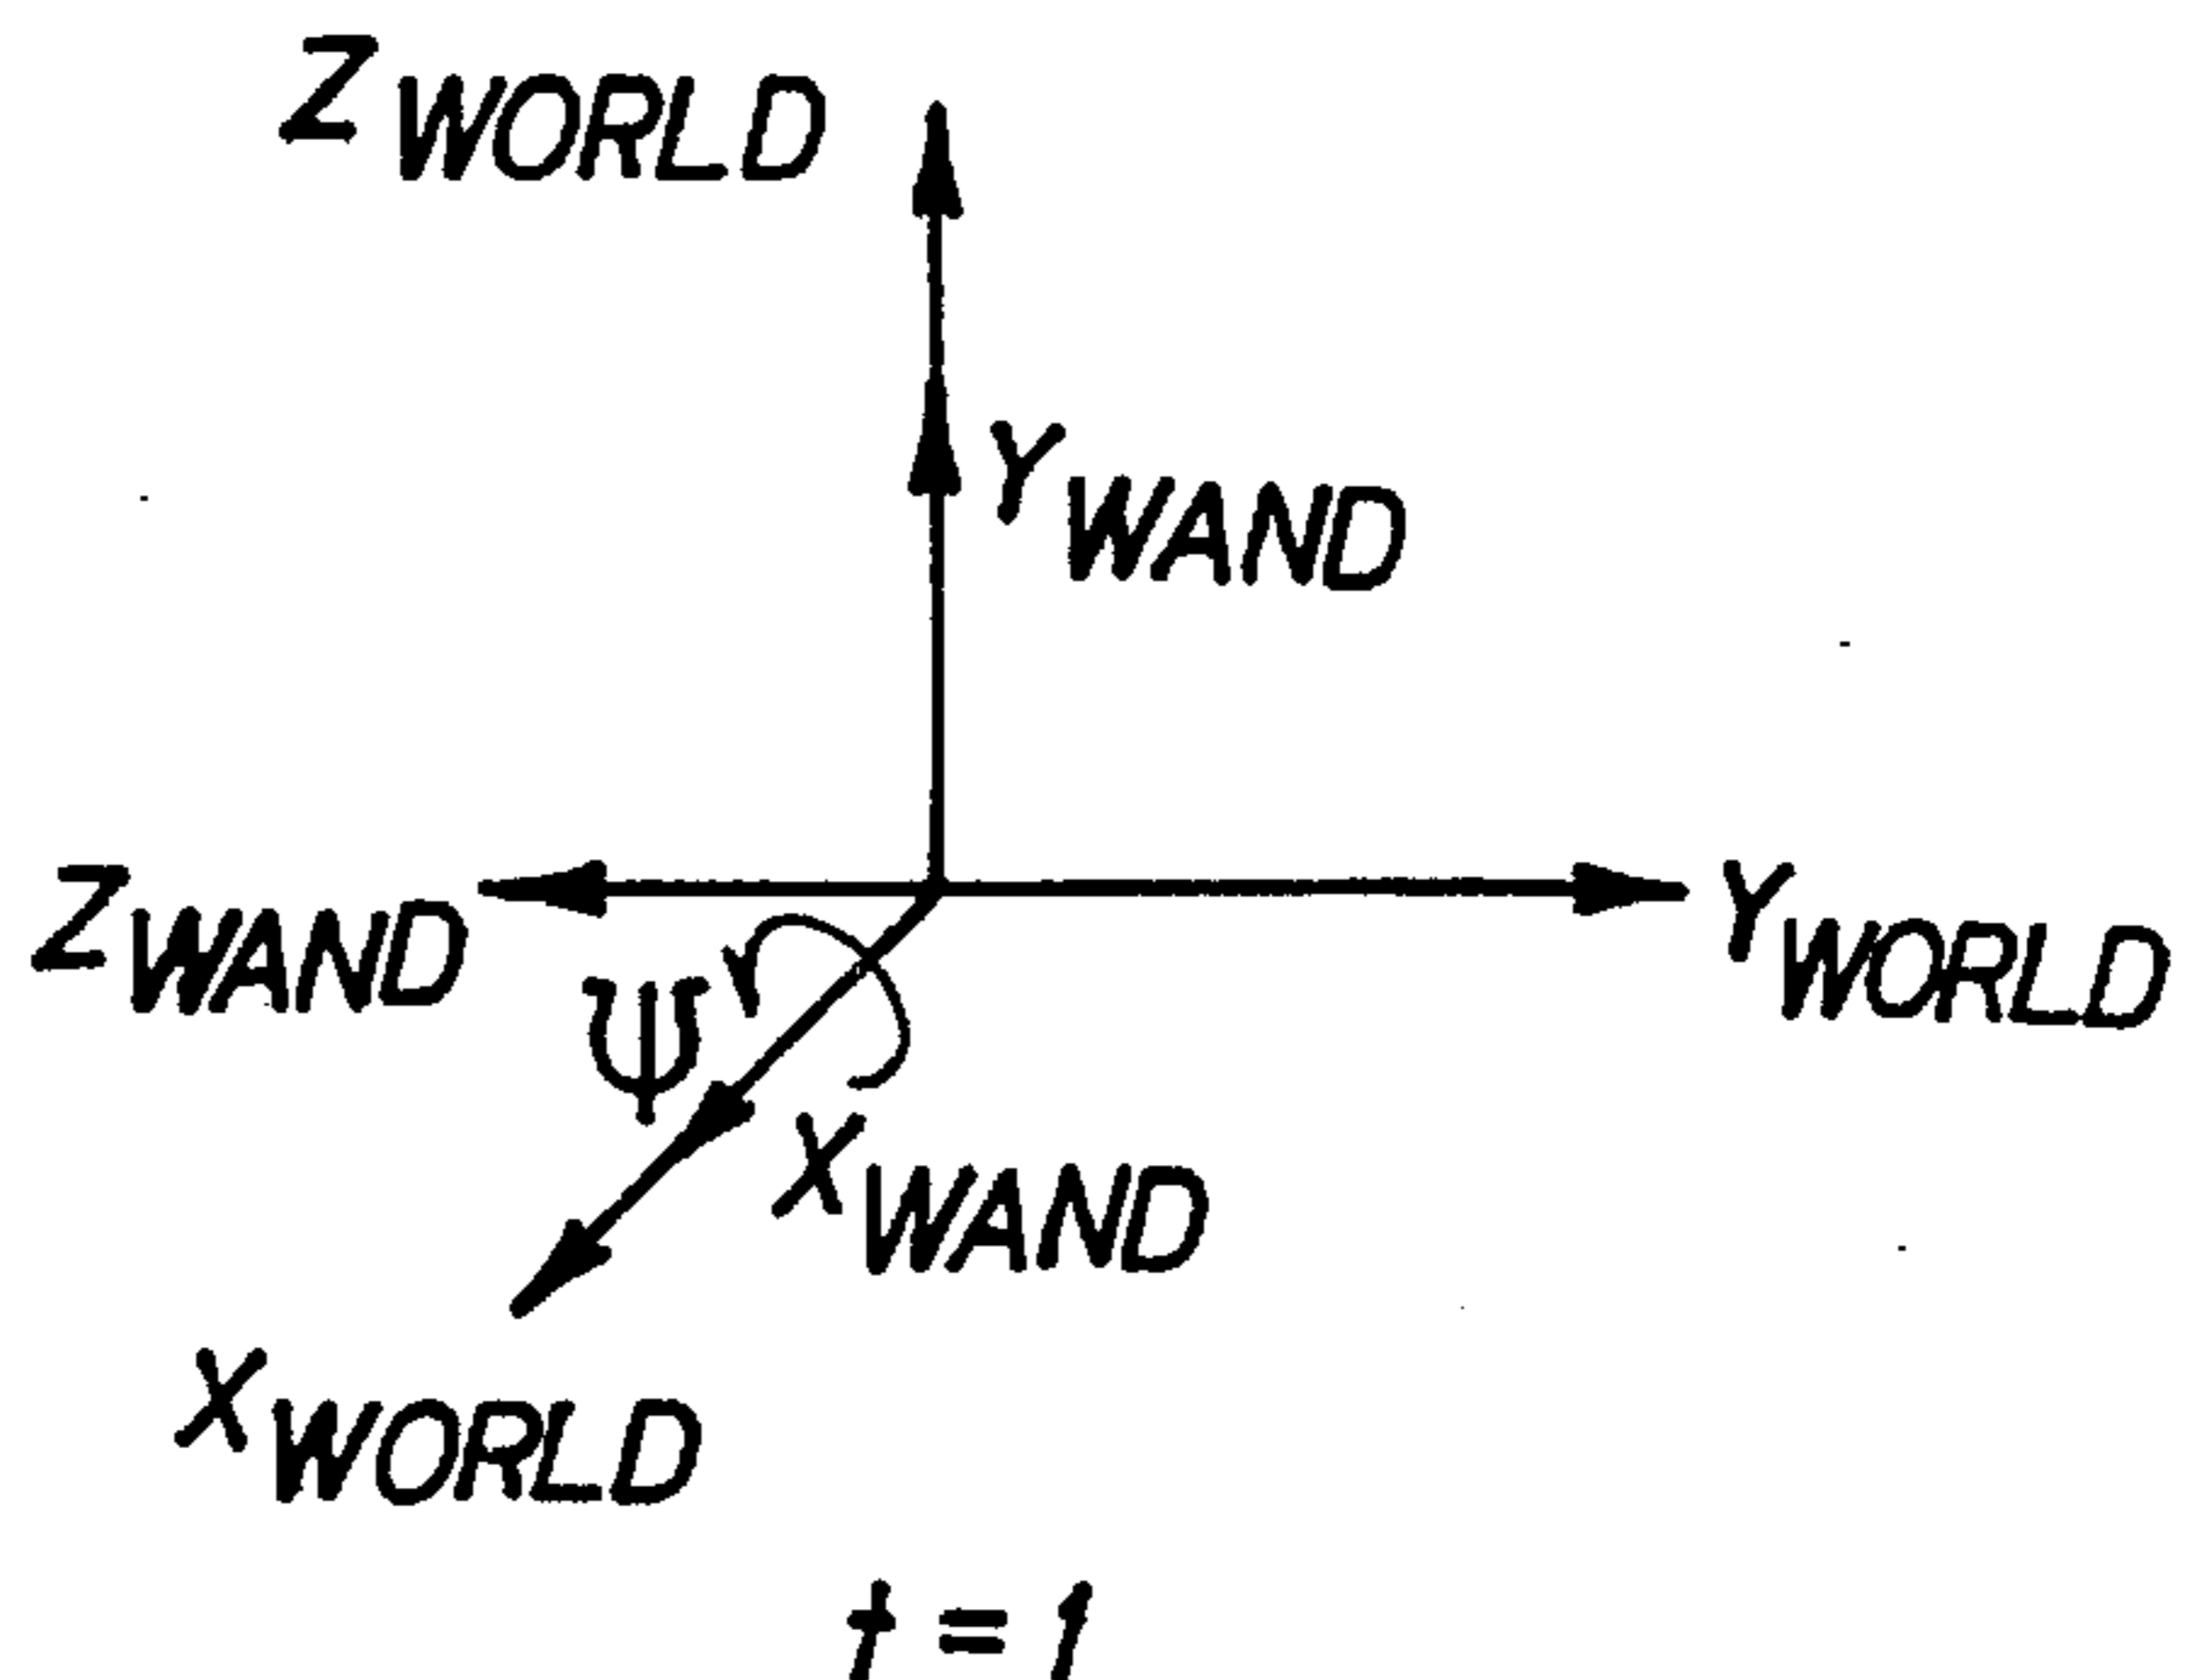 Z WORLD
Y WAND
Z WAND
Y WORLD
ψ
X WAND
X WORLD
t = 1